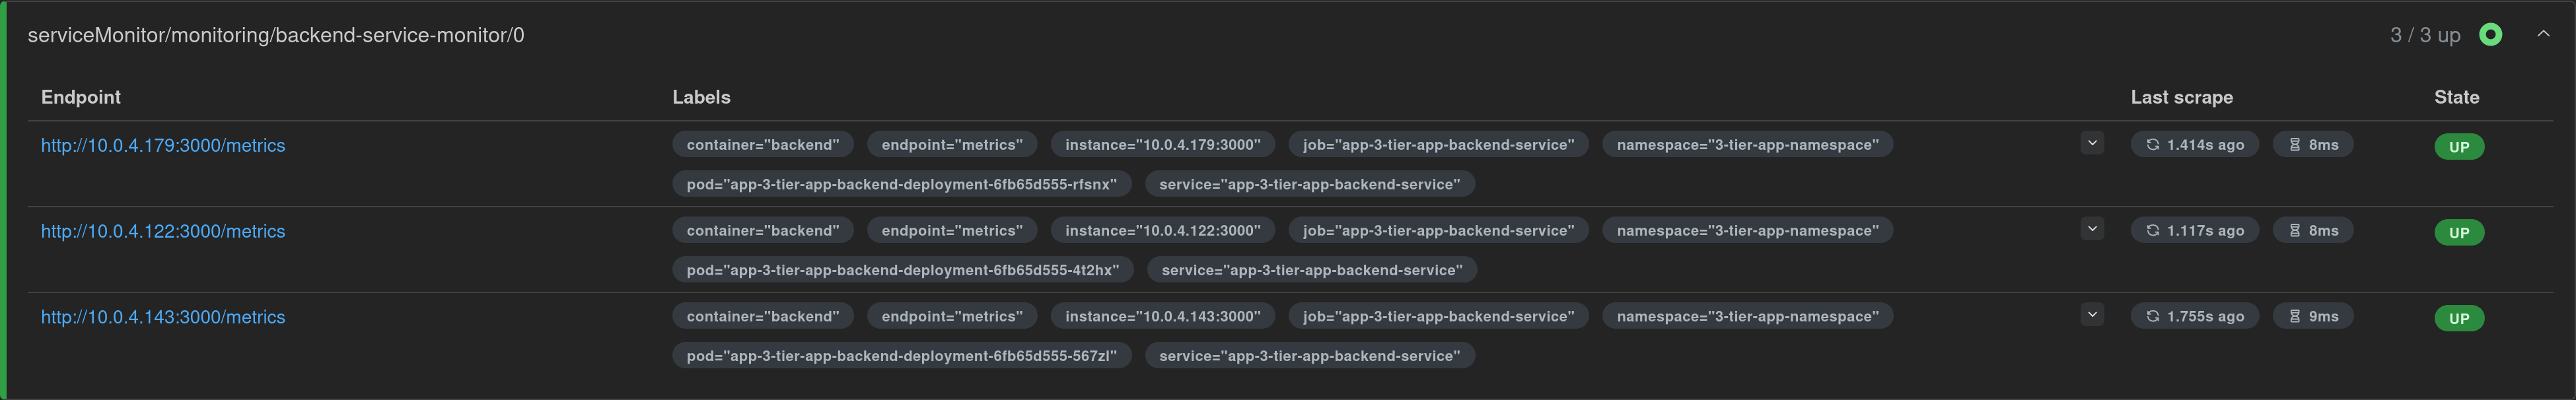 serviceMonitor/monitoring/backend-service-monitor/0 3 / 3 up
Endpoint Labels Last scrape State
http://10.0.4.179:3000/metrics container="backend" endpoint="metrics" instance="10.0.4.179:3000" job="app-3-tier-app-backend-service" namespace="3-tier-app-namespace" 1.414s ago 8ms UP
pod="app-3-tier-app-backend-deployment-6fb65d555-rfsnx" service="app-3-tier-app-backend-service"
http://10.0.4.122:3000/metrics container="backend" endpoint="metrics" instance="10.0.4.122:3000" job="app-3-tier-app-backend-service" namespace="3-tier-app-namespace" 1.117s ago 8ms UP
pod="app-3-tier-app-backend-deployment-6fb65d555-4t2hx" service="app-3-tier-app-backend-service"
http://10.0.4.143:3000/metrics container="backend" endpoint="metrics" instance="10.0.4.143:3000" job="app-3-tier-app-backend-service" namespace="3-tier-app-namespace" 1.755s ago 9ms UP
pod="app-3-tier-app-backend-deployment-6fb65d555-567zl" service="app-3-tier-app-backend-service"